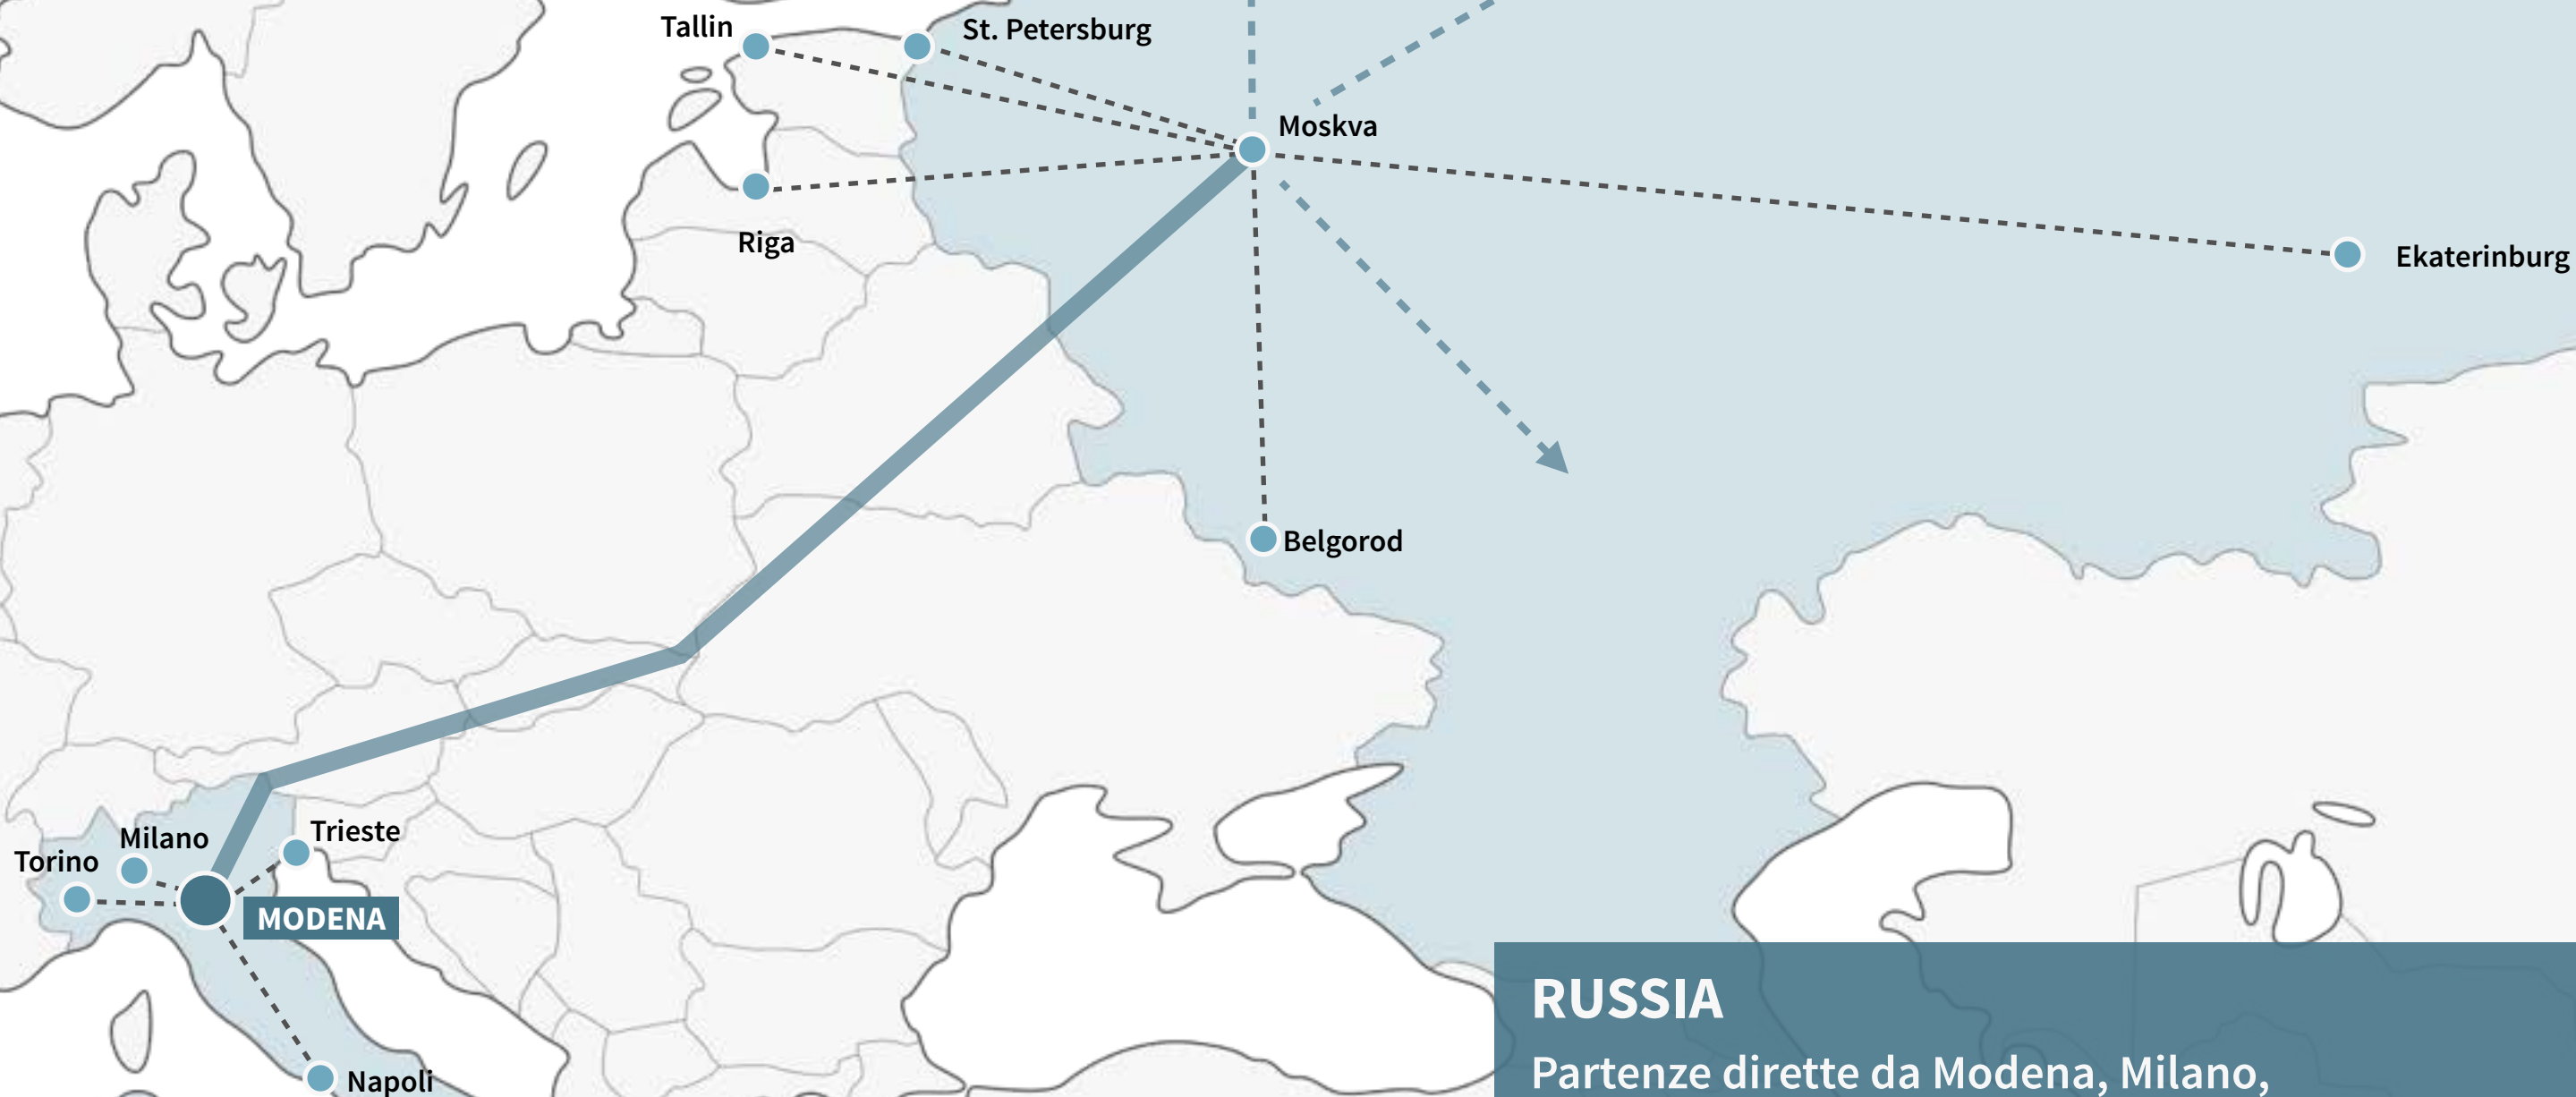 Tallin
St. Petersburg
Moskva
Riga
Ekaterinburg
Belgorod
Trieste
Milano
Torino
MODENA
Napoli
RUSSIA
Partenze dirette da Modena, Milano,